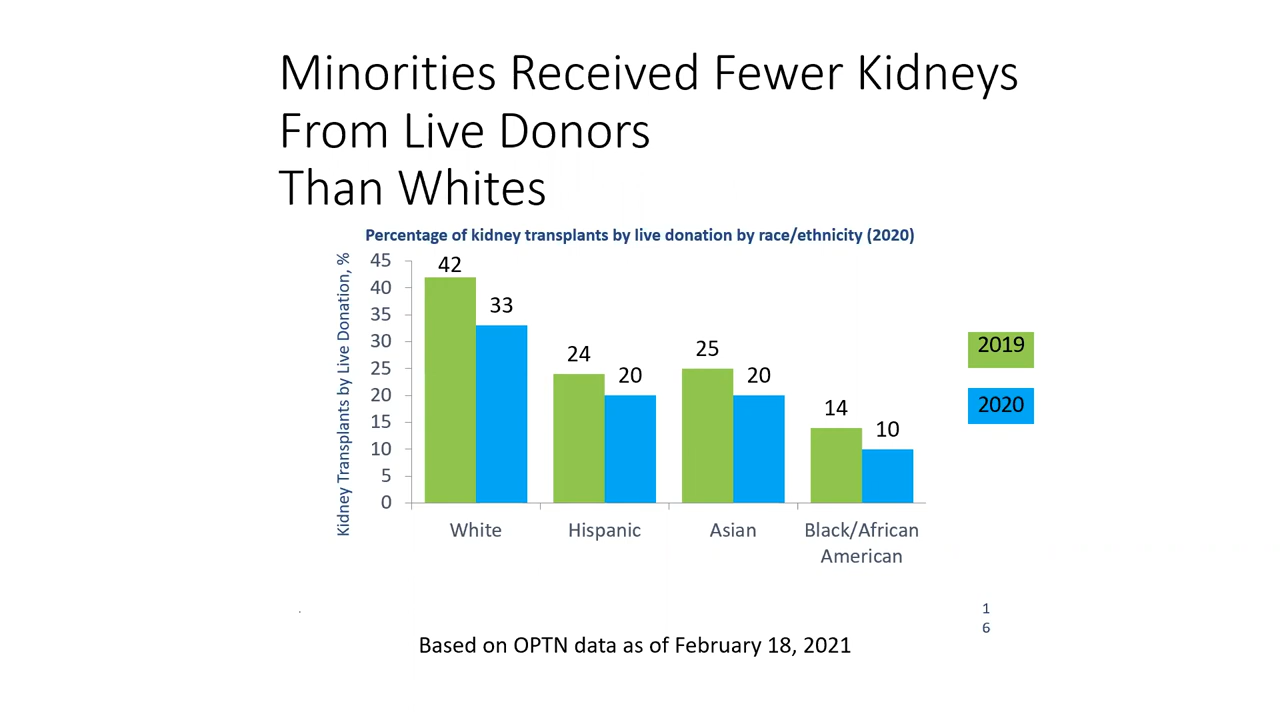 Minorities Received Fewer Kidneys
From Live Donors
Than Whites
Percentage of kidney transplants by live donation by race/ethnicity (2020)
Kidney Transplants by Live Donation, %
45
40
35
30
25
20
15
10
5
0
42
33
24
20
25
20
14
10
White
Hispanic
Asian
Black/African
American
2019
2020
.
1
6
Based on OPTN data as of February 18, 2021